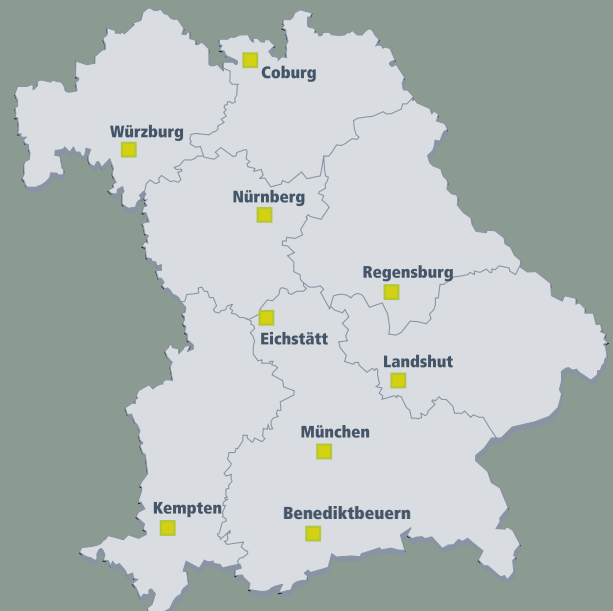 Coburg
Würzburg
Nürnberg
Regensburg
Eichstätt
Landshut
München
Kempten
Benediktbeuern